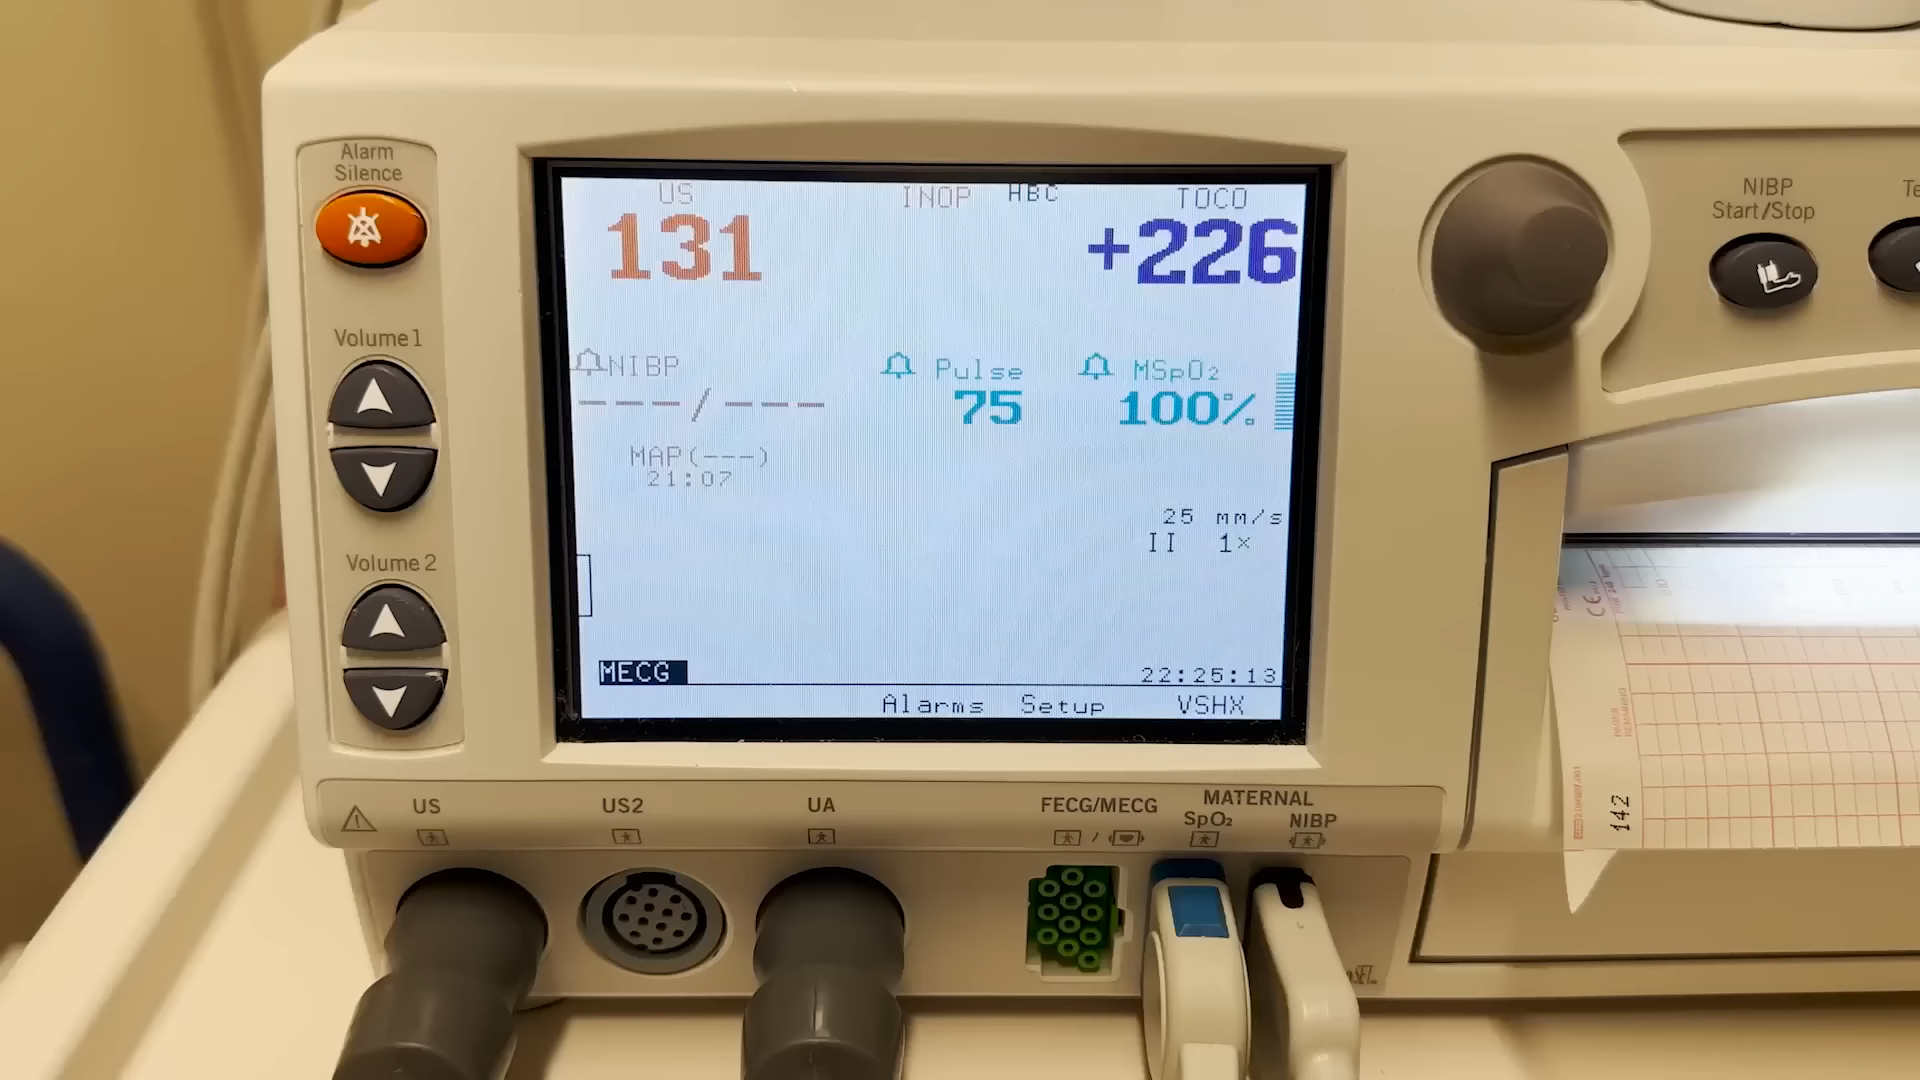 Alarm
Silence
Volume 1
Volume 2
US
131
INOP
HBC
TOCO
+226
NIBP
---/---
MAP(---)
21:07
Pulse
75
MSpO₂
100%
25 mm/s
II 1×
MECG
22:25:13
Alarms Setup VSHX
NIBP
Start/Stop
Te
US
US2
UA
FECG/MECG
MATERNAL
SpO₂
NIBP
142